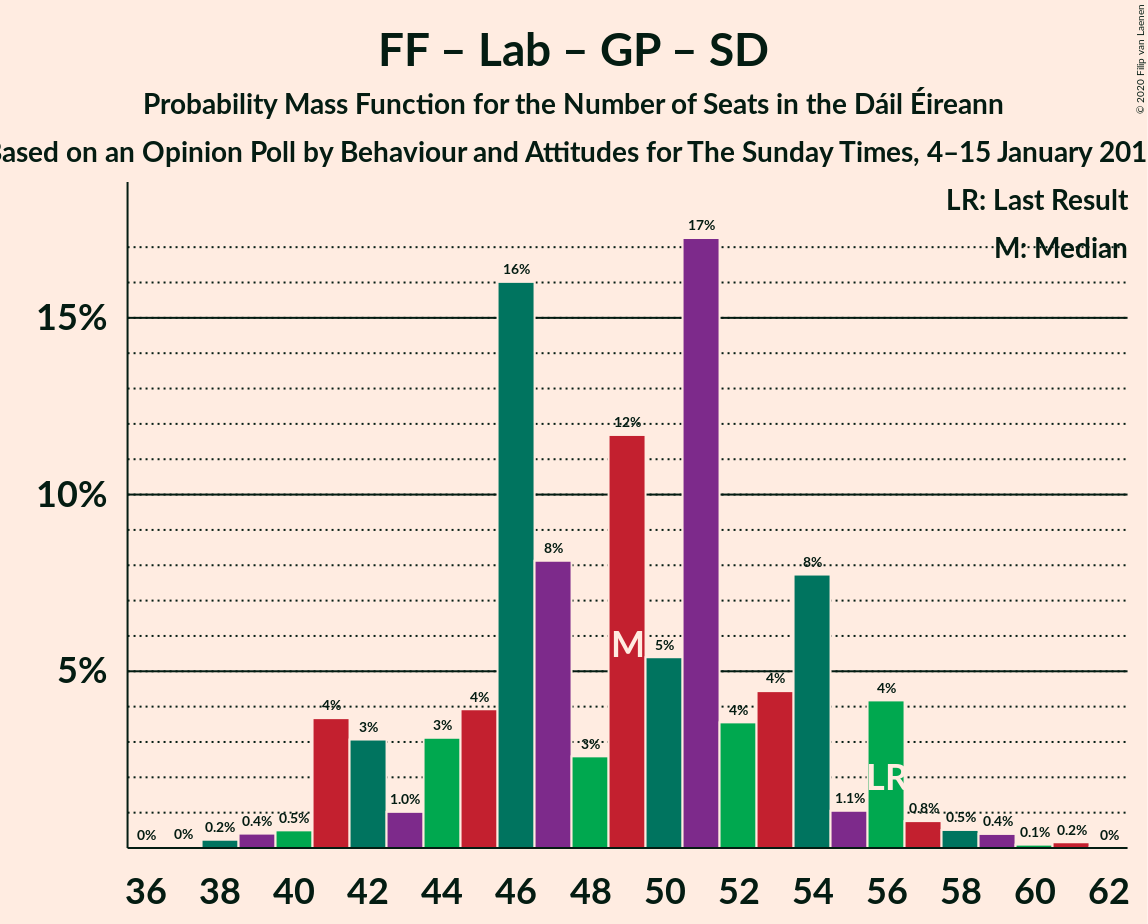 FF – Lab – GP – SD
Probability Mass Function for the Number of Seats in the Dáil Éireann
Based on an Opinion Poll by Behaviour and Attitudes for The Sunday Times, 4–15 January 201
© 2020 Filip van Laenen
LR: Last Result
M: Median
15%
10%
5%
0% 0% 0.2% 0.4% 0.5% 4% 3% 1.0% 3% 4% 16% 8% 3% 12% 5% 17% 4% 4% 8% 1.1% 4% 0.8% 0.5% 0.4% 0.1% 0.2% 0%
M
LR
36 38 40 42 44 46 48 50 52 54 56 58 60 62